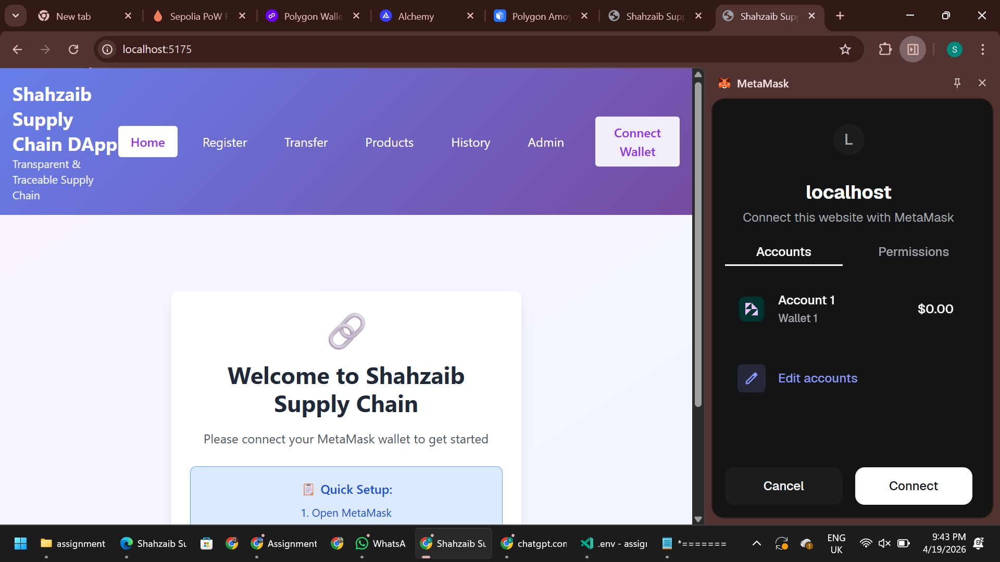 New tab
Sepolia PoW F
Polygon Walle
Alchemy
Polygon Amoy
Shahzaib Supp
Shahzaib Supp
localhost:5175
S
Shahzaib
Supply
Chain DApp
Transparent &
Traceable Supply
Chain
Home
Register
Transfer
Products
History
Admin
Connect
Wallet
Welcome to Shahzaib
Supply Chain
Please connect your MetaMask wallet to get started
Quick Setup:
1. Open MetaMask
MetaMask
L
localhost
Connect this website with MetaMask
Accounts
Permissions
Account 1
Wallet 1
$0.00
Edit accounts
Cancel
Connect
assignment
Shahzaib Su
Assignment
WhatsA
Shahzaib Su
chatgpt.con
.env - assign
*=======
ENG
UK
9:43 PM
4/19/2026